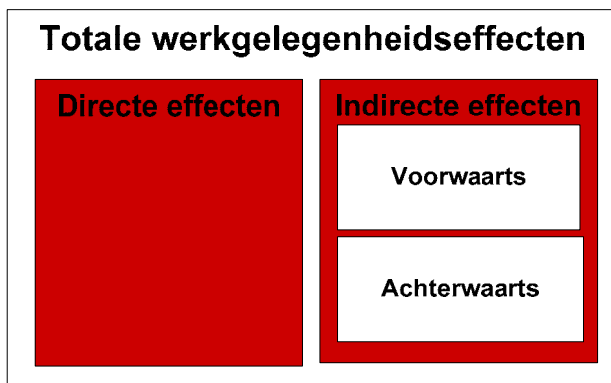 Totale werkgelegenheidseffecten
Directe effecten
Indirecte effecten
Voorwaarts
Achterwaarts